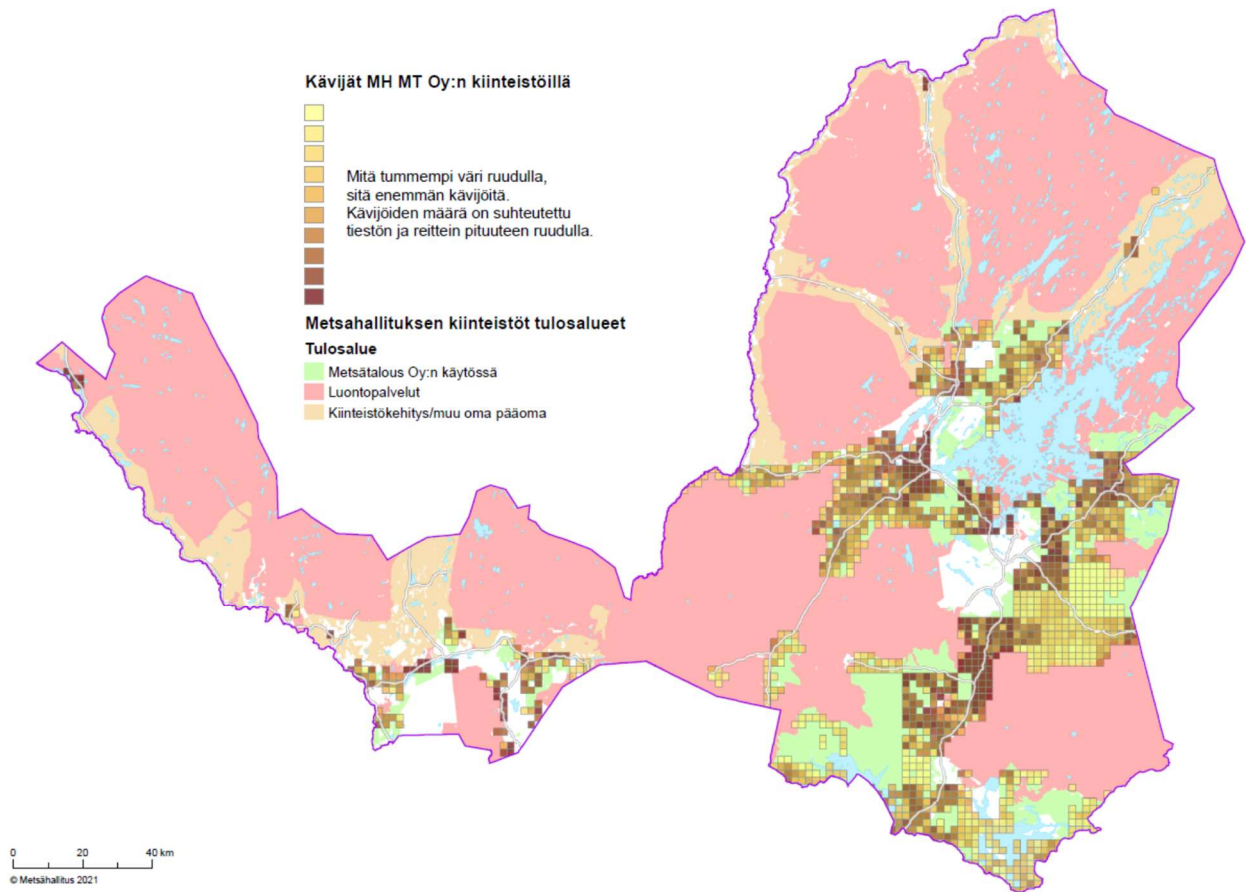 Kävijät MH MT Oy:n kiinteistöillä
Mitä tummempi väri ruudulla,
sitä enemmän kävijöitä.
Kävijöiden määrä on suhteutettu
tiestön ja reittein pituuteen ruudulla.
Metsahallituksen kiinteistöt tulosalueet
Tulosalue
Metsätalous Oy:n käytössä
Luontopalvelut
Kiinteistökehitys/muu oma pääoma
0 20 40 km
© Metsähallitus 2021